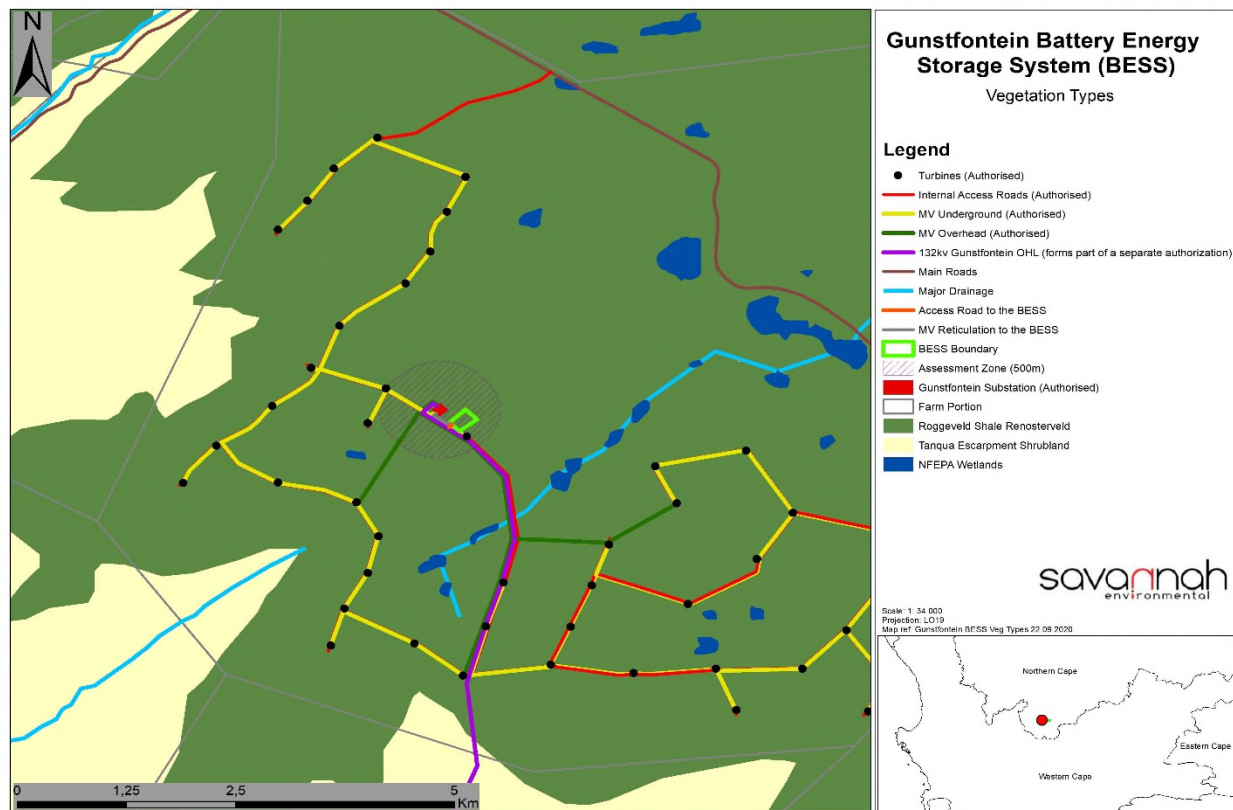 N
0
1,25
2,5
5
Km
Gunstfontein Battery Energy
Storage System (BESS)
Vegetation Types
Legend
Turbines (Authorised)
Internal Access Roads (Authorised)
MV Underground (Authorised)
MV Overhead (Authorised)
132kv Gunstfontein OHL (forms part of a separate authorization)
Main Roads
Major Drainage
Access Road to the BESS
MV Reticulation to the BESS
BESS Boundary
Assessment Zone (500m)
Gunstfontein Substation (Authorised)
Farm Portion
Roggeveld Shale Renosterveld
Tanqua Escarpment Shrubland
NFEPA Wetlands
savannah
environmental
Scale: 1: 34 000
Projection: LO19
Map ref: Gunstfontein BESS Veg Types 22.09.2020
Northern Cape
Eastern Cape
Western Cape